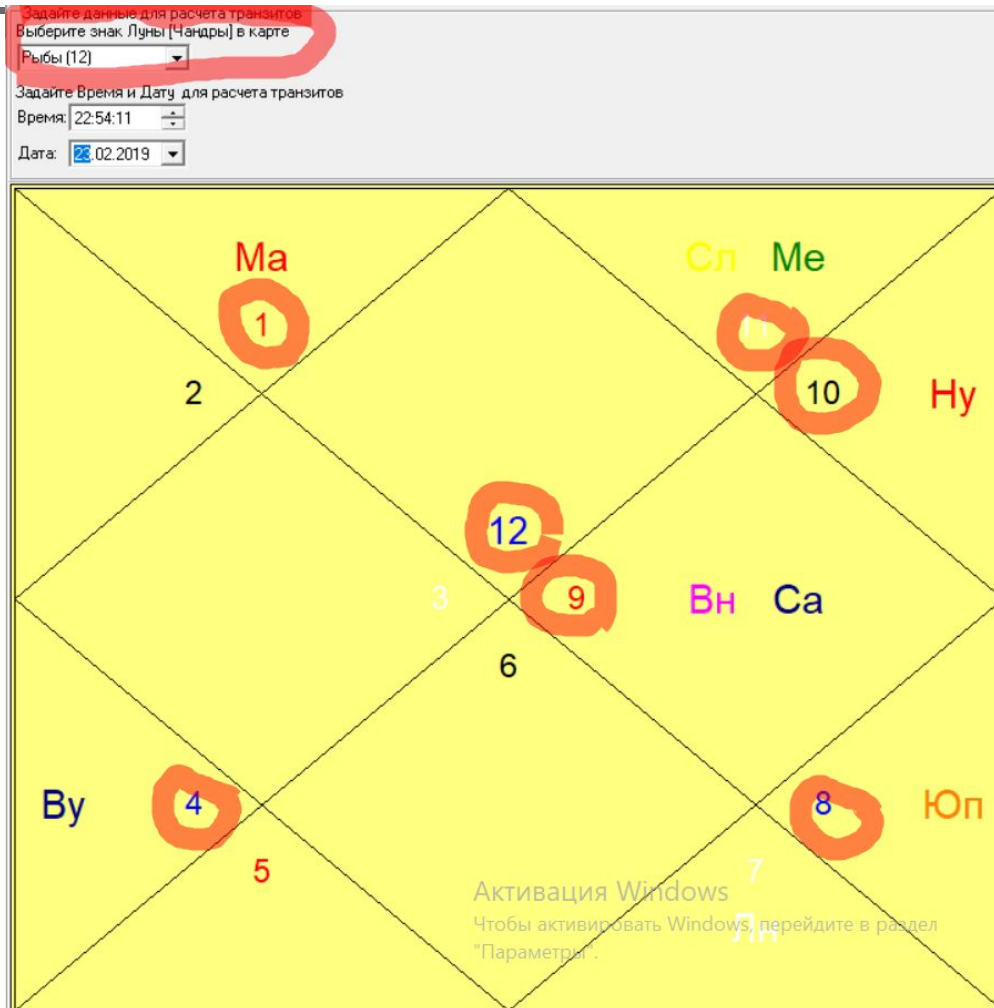 Задайте данные для расчета транзитов
Выберите знак Луны [Чандры] в карте
Рыбы (12)
Задайте Время и Дату для расчета транзитов
Время: 22:54:11
Дата: 23.02.2019
Ма
Сл Ме
1
11
2
10 Ну
12
3
9 Вн Са
6
Ву 4
8 Юп
5
7
Активация Windows
Чтобы активировать Windows, перейдите в раздел
Лн
"Параметры".